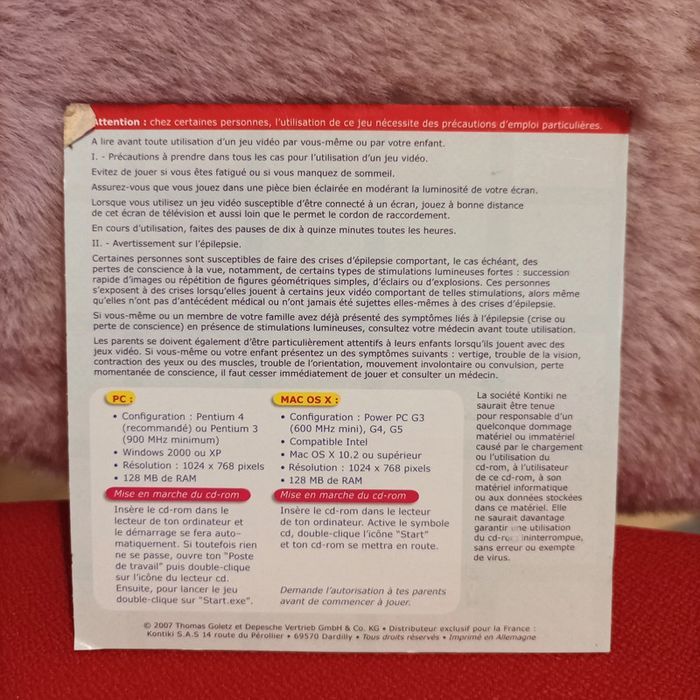 Attention : chez certaines personnes, l'utilisation de ce jeu nécessite des précautions d'emploi particulières.
A lire avant toute utilisation d'un jeu vidéo par vous-même ou par votre enfant.
I. - Précautions à prendre dans tous les cas pour l'utilisation d'un jeu vidéo.
Evitez de jouer si vous êtes fatigué ou si vous manquez de sommeil.
Assurez-vous que vous jouez dans une pièce bien éclairée en modérant la luminosité de votre écran.
Lorsque vous utilisez un jeu vidéo susceptible d'être connecté à un écran, jouez à bonne distance
de cet écran de télévision et aussi loin que le permet le cordon de raccordement.
En cours d'utilisation, faites des pauses de dix à quinze minutes toutes les heures.
II. - Avertissement sur l'épilepsie.
Certaines personnes sont susceptibles de faire des crises d'épilepsie comportant, le cas échéant, des
pertes de conscience à la vue, notamment, de certains types de stimulations lumineuses fortes : succession
rapide d'images ou répétition de figures géométriques simples, d'éclairs ou d'explosions. Ces personnes
s'exposent à des crises lorsqu'elles jouent à certains jeux vidéo comportant de telles stimulations, alors même
qu'elles n'ont pas d'antécédent médical ou n'ont jamais été sujettes elles-mêmes à des crises d'épilepsie.
Si vous-même ou un membre de votre famille avez déjà présenté des symptômes liés à l'épilepsie (crise ou
perte de conscience) en présence de stimulations lumineuses, consultez votre médecin avant toute utilisation.
Les parents se doivent également d'être particulièrement attentifs à leurs enfants lorsqu'ils jouent avec des
jeux vidéo. Si vous-même ou votre enfant présentez un des symptômes suivants : vertige, trouble de la vision,
contraction des yeux ou des muscles, trouble de l'orientation, mouvement involontaire ou convulsion, perte
momentanée de conscience, il faut cesser immédiatement de jouer et consulter un médecin.
PC :
• Configuration : Pentium 4
(recommandé) ou Pentium 3
(900 MHz minimum)
• Windows 2000 ou XP
• Résolution : 1024 x 768 pixels
• 128 MB de RAM
Mise en marche du cd-rom
Insère le cd-rom dans le
lecteur de ton ordinateur et
le démarrage se fera auto-
matiquement. Si toutefois rien
ne se passe, ouvre ton "Poste
de travail" puis double-clique
sur l'icône du lecteur cd.
Ensuite, pour lancer le jeu
double-clique sur "Start.exe".
MAC OS X :
• Configuration : Power PC G3
(600 MHz mini), G4, G5
• Compatible Intel
• Mac OS X 10.2 ou supérieur
• Résolution : 1024 x 768 pixels
• 128 MB de RAM
Mise en marche du cd-rom
Insère le cd-rom dans le lecteur
de ton ordinateur. Active le symbole
cd, double-clique l'icône "Start"
et ton cd-rom se mettra en route.
Demande l'autorisation à tes parents
avant de commencer à jouer.
La société Kontiki ne
saurait être tenue
pour responsable d'un
quelconque dommage
matériel ou immatériel
causé par le chargement
ou l'utilisation du
cd-rom, à l'utilisateur
de ce cd-rom, à son
matériel informatique
ou aux données stockées
dans ce matériel. Elle
ne saurait davantage
garantir une utilisation
du cd-rom ininterrompue,
sans erreur ou exempte
de virus.
© 2007 Thomas Goletz et Depesche Vertrieb GmbH & Co. KG • Distributeur exclusif pour la France :
Kontiki S.A.S 14 route du Pérollier • 69570 Dardilly • Tous droits réservés • Imprimé en Allemagne